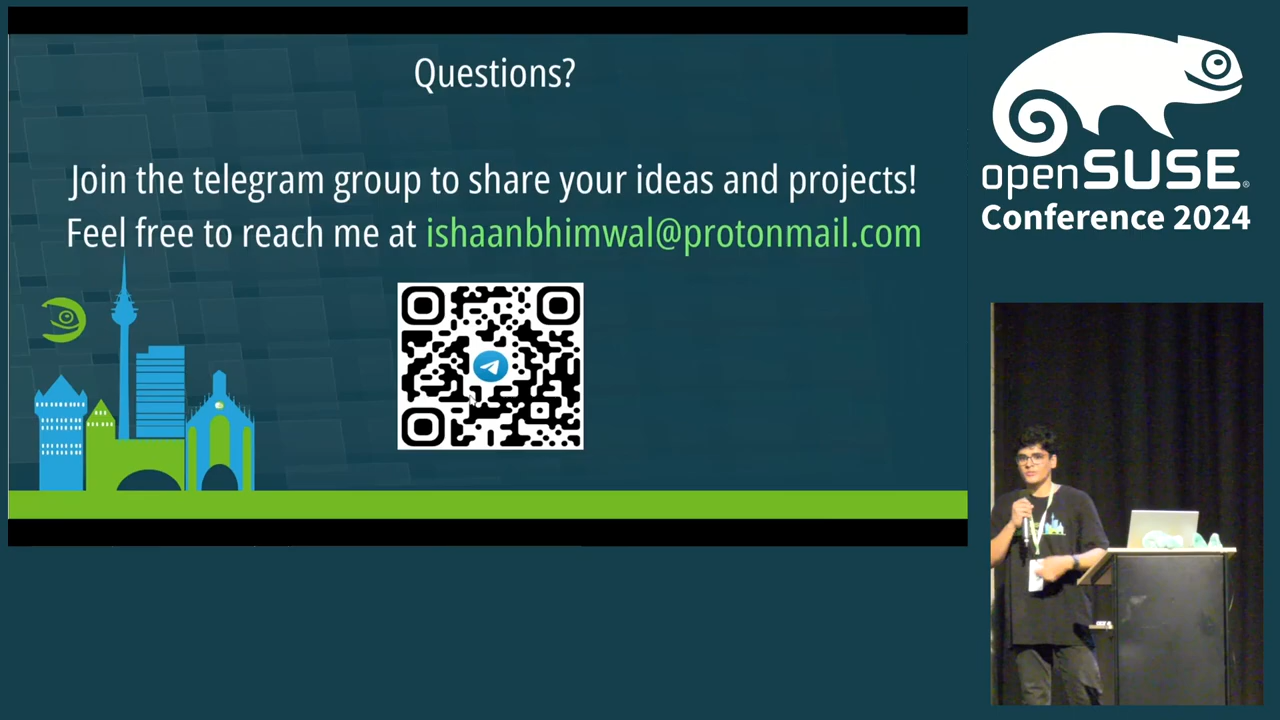 Questions?
Join the telegram group to share your ideas and projects!
Feel free to reach me at ishaanbhimwal@protonmail.com
openSUSE®
Conference 2024